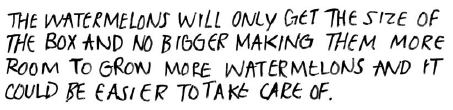 THE WATERMELONS WILL ONLY GET THE SIZE OF
THE BOX AND NO BIGGER MAKING THEM MORE
ROOM TO GROW MORE WATERMELONS AND IT
COULD BE EASIER TO TAKE CARE OF.